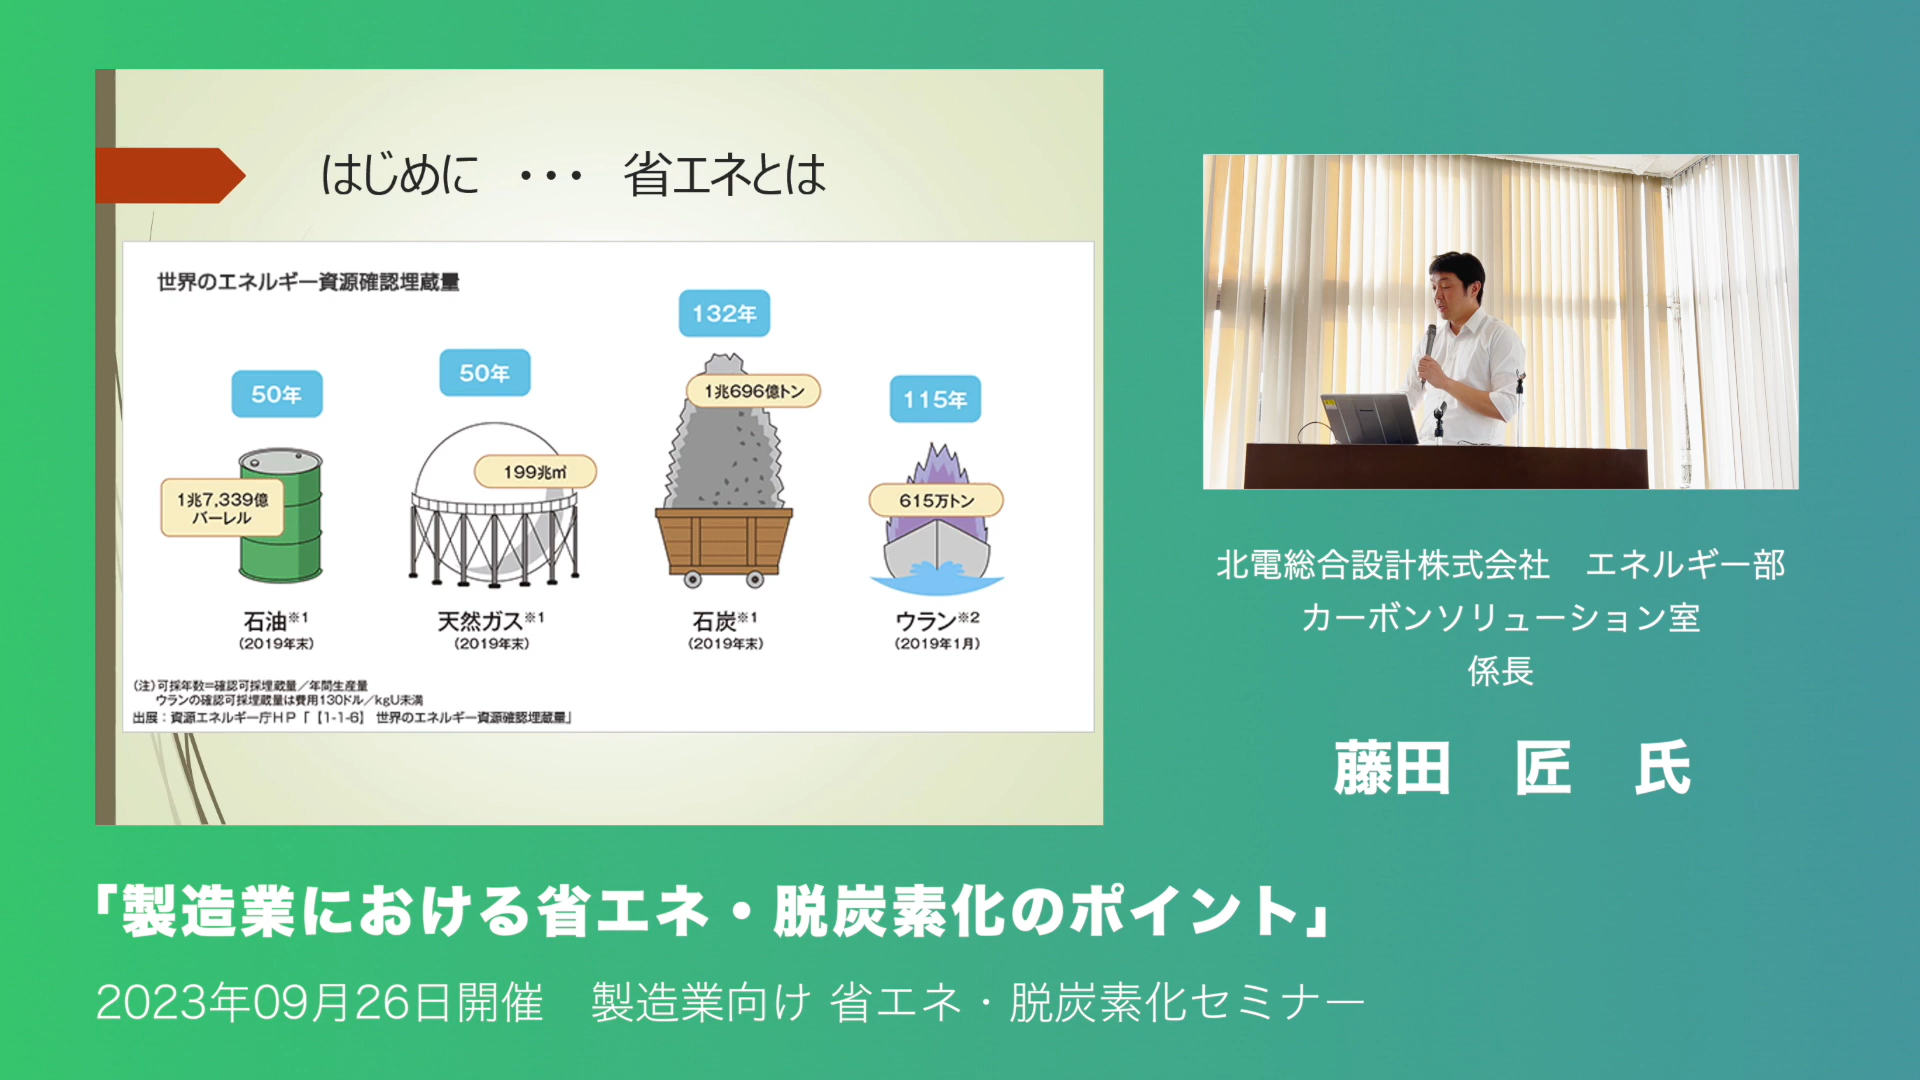 はじめに ・・・ 省エネとは
世界のエネルギー資源確認埋蔵量
50年
50年
132年
115年
1兆7,339億
バーレル
199兆㎥
1兆696億トン
615万トン
石油※1
(2019年末)
天然ガス※1
(2019年末)
石炭※1
(2019年末)
ウラン※2
(2019年1月)
(注)可採年数=確認可採埋蔵量／年間生産量
ウランの確認可採埋蔵量は費用130ドル／kgU未満
出展：資源エネルギー庁ＨＰ「【1-1-6】 世界のエネルギー資源確認埋蔵量」
北電総合設計株式会社 エネルギー部
カーボンソリューション室
係長
藤田 匠 氏
「製造業における省エネ・脱炭素化のポイント」
2023年09月26日開催 製造業向け 省エネ・脱炭素化セミナー